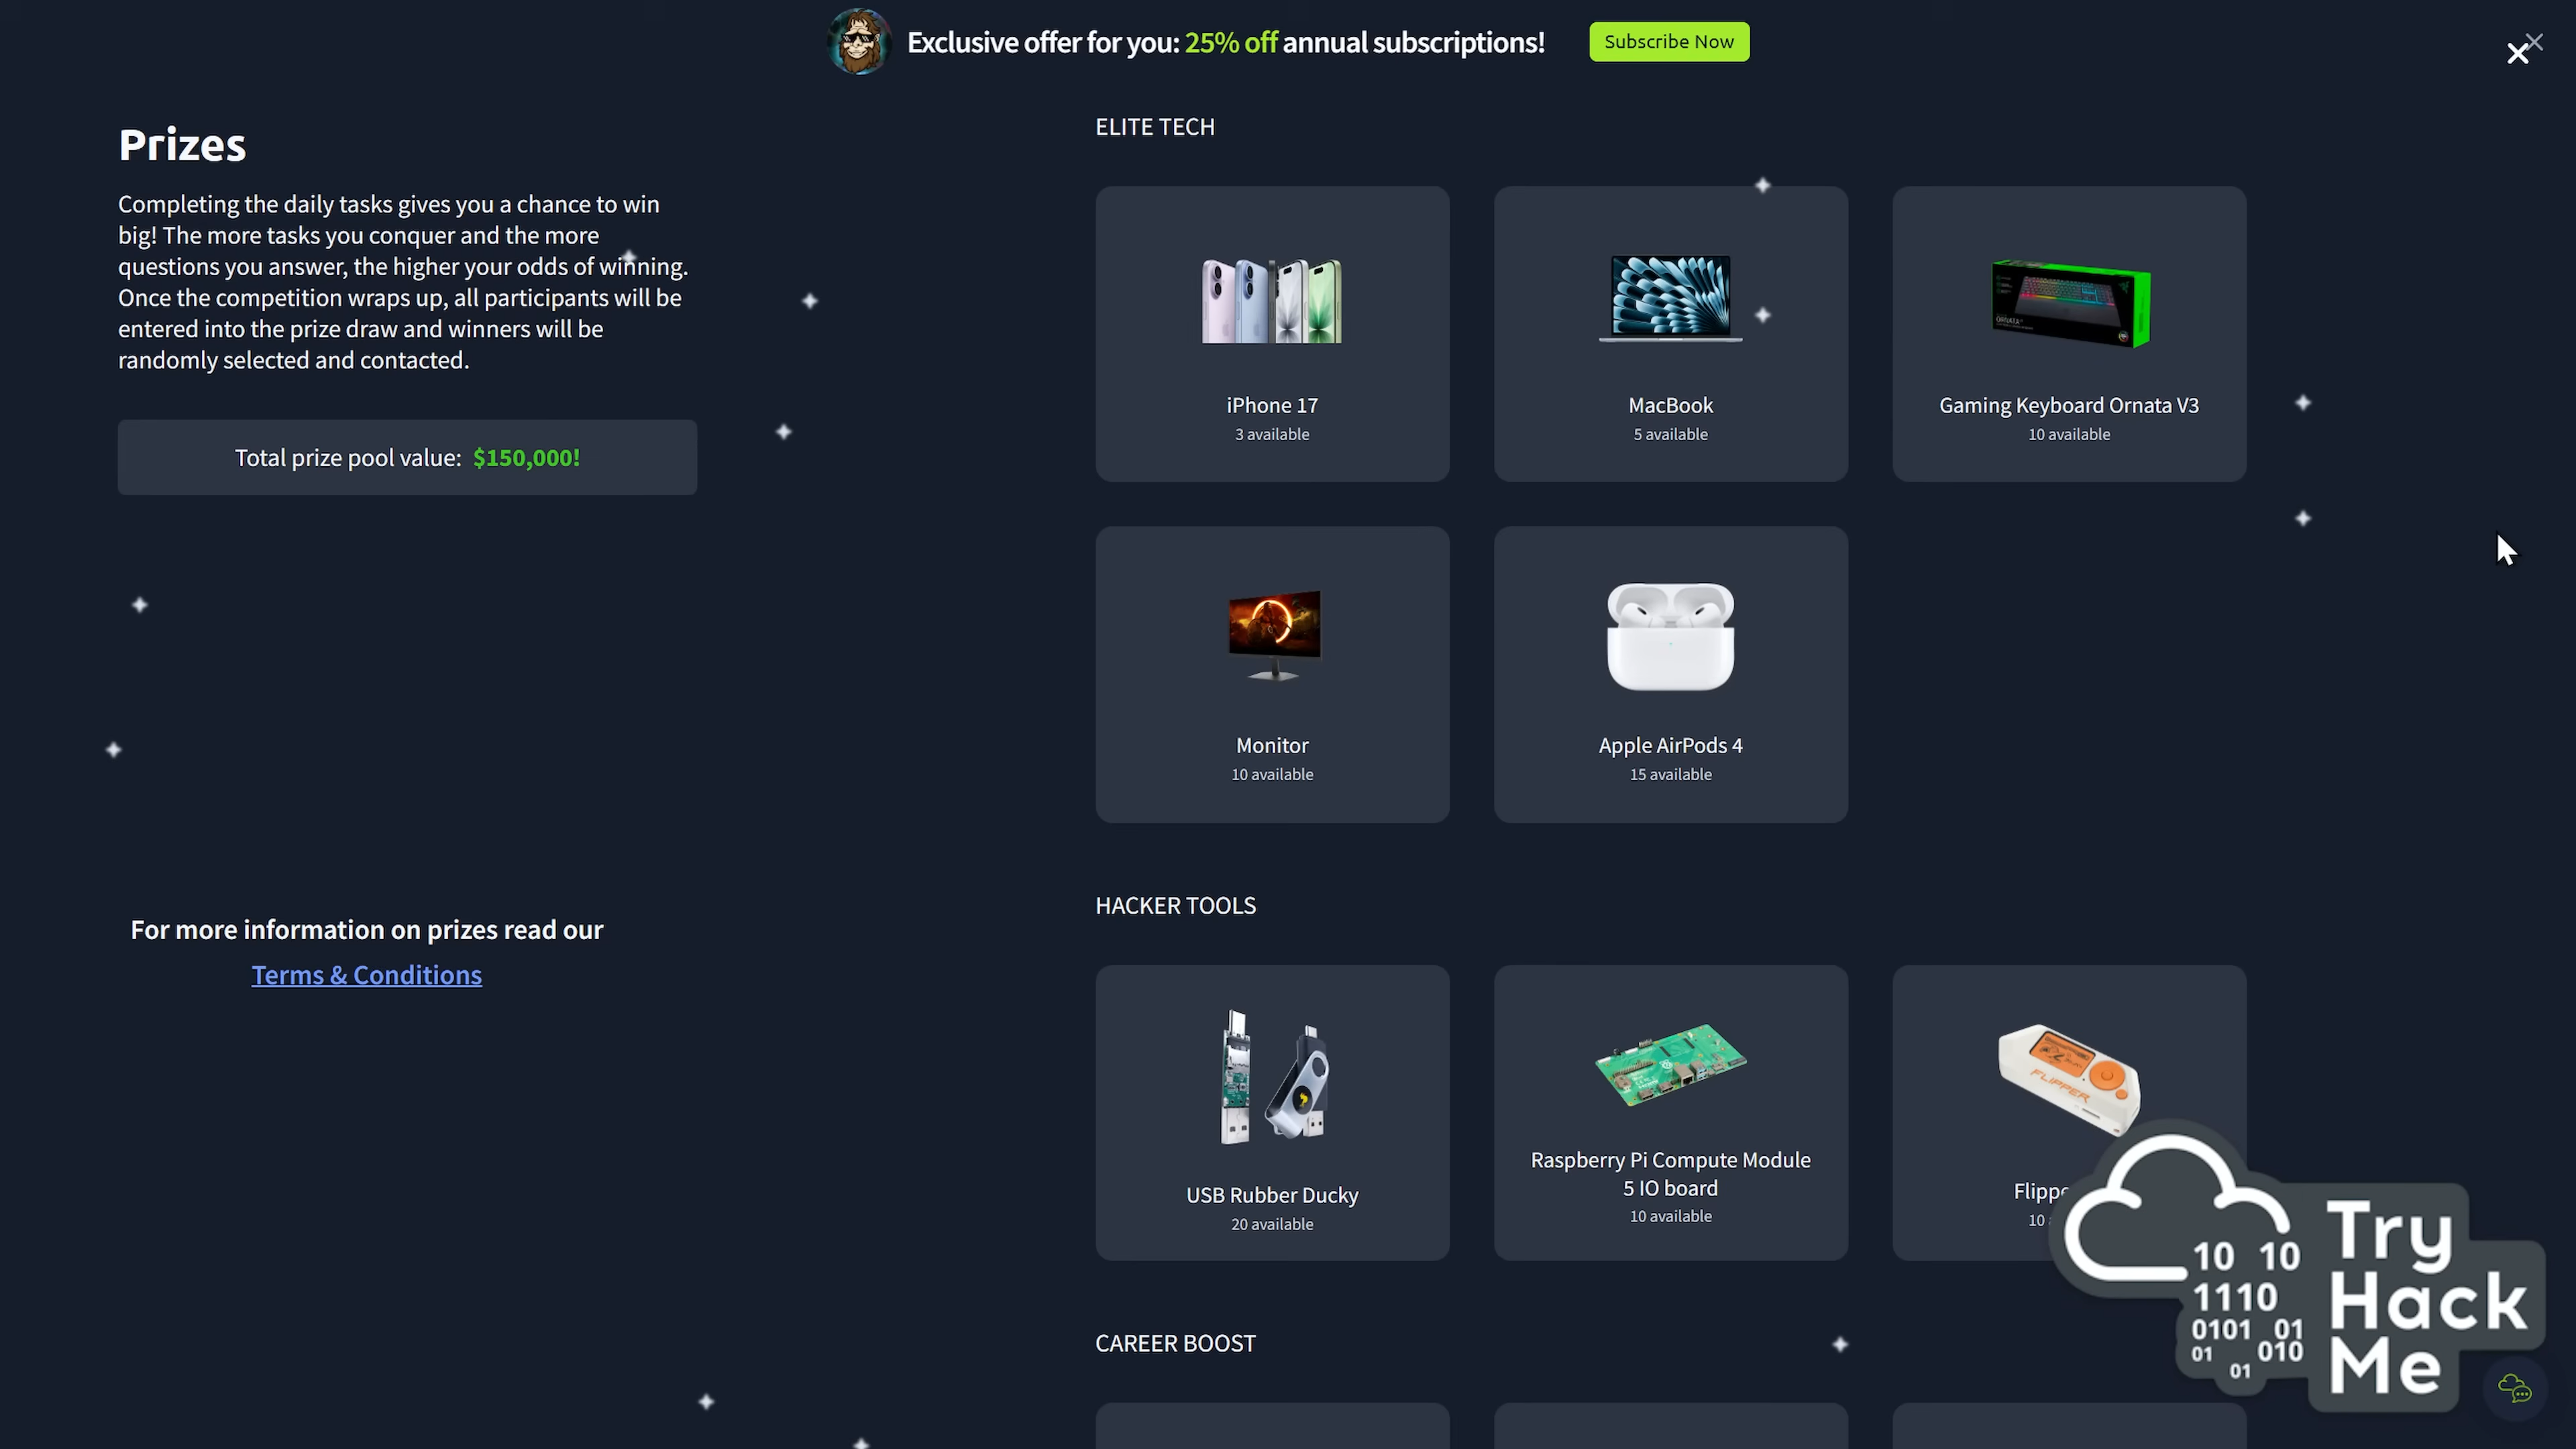 Exclusive offer for you: 25% off annual subscriptions!
Subscribe Now
Prizes
Completing the daily tasks gives you a chance to win
big! The more tasks you conquer and the more
questions you answer, the higher your odds of winning.
Once the competition wraps up, all participants will be
entered into the prize draw and winners will be
randomly selected and contacted.
Total prize pool value: $150,000!
For more information on prizes read our
Terms & Conditions
ELITE TECH
iPhone 17
3 available
MacBook
5 available
Gaming Keyboard Ornata V3
10 available
Monitor
10 available
Apple AirPods 4
15 available
HACKER TOOLS
USB Rubber Ducky
20 available
Raspberry Pi Compute Module
5 IO board
10 available
FLIPPER
10
CAREER BOOST
10 10
1110
0101 01
01 010
01
Try
Hack
Me